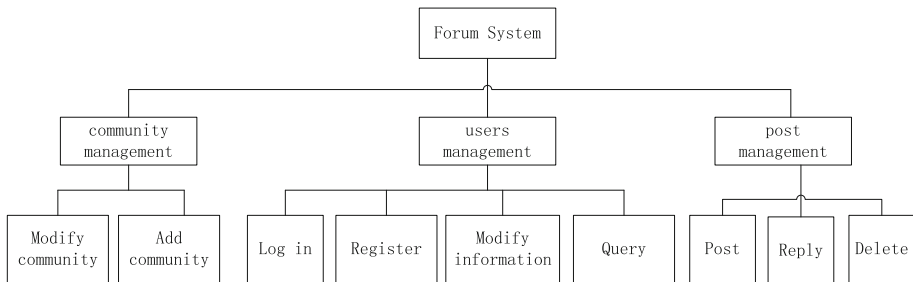 Forum System
community
management
users
management
post
management
Modify
community
Add
community
Log in
Register
Modify
information
Query
Post
Reply
Delete